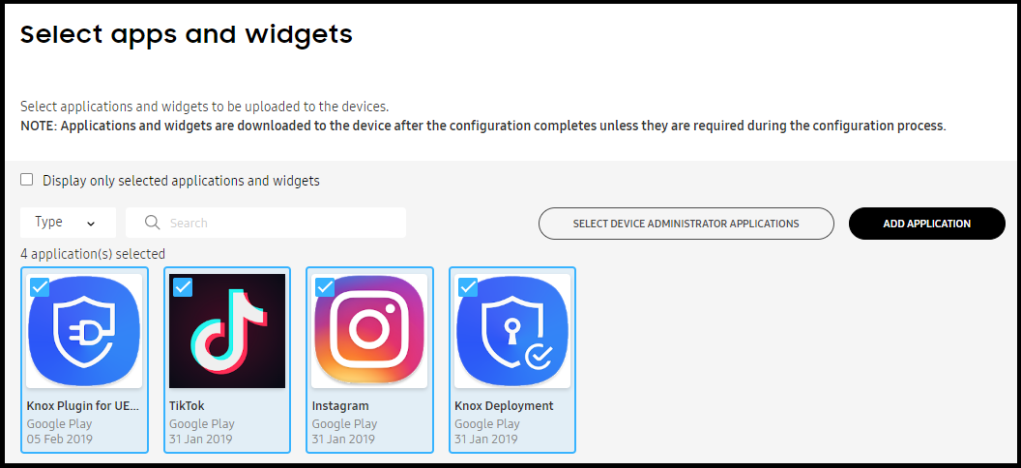 Select apps and widgets
Select applications and widgets to be uploaded to the devices.
NOTE: Applications and widgets are downloaded to the device after the configuration completes unless they are required during the configuration process.
Display only selected applications and widgets
Type
Search
SELECT DEVICE ADMINISTRATOR APPLICATIONS
ADD APPLICATION
4 application(s) selected
Knox Plugin for UE...
Google Play
05 Feb 2019
TikTok
Google Play
31 Jan 2019
Instagram
Google Play
31 Jan 2019
Knox Deployment
Google Play
31 Jan 2019